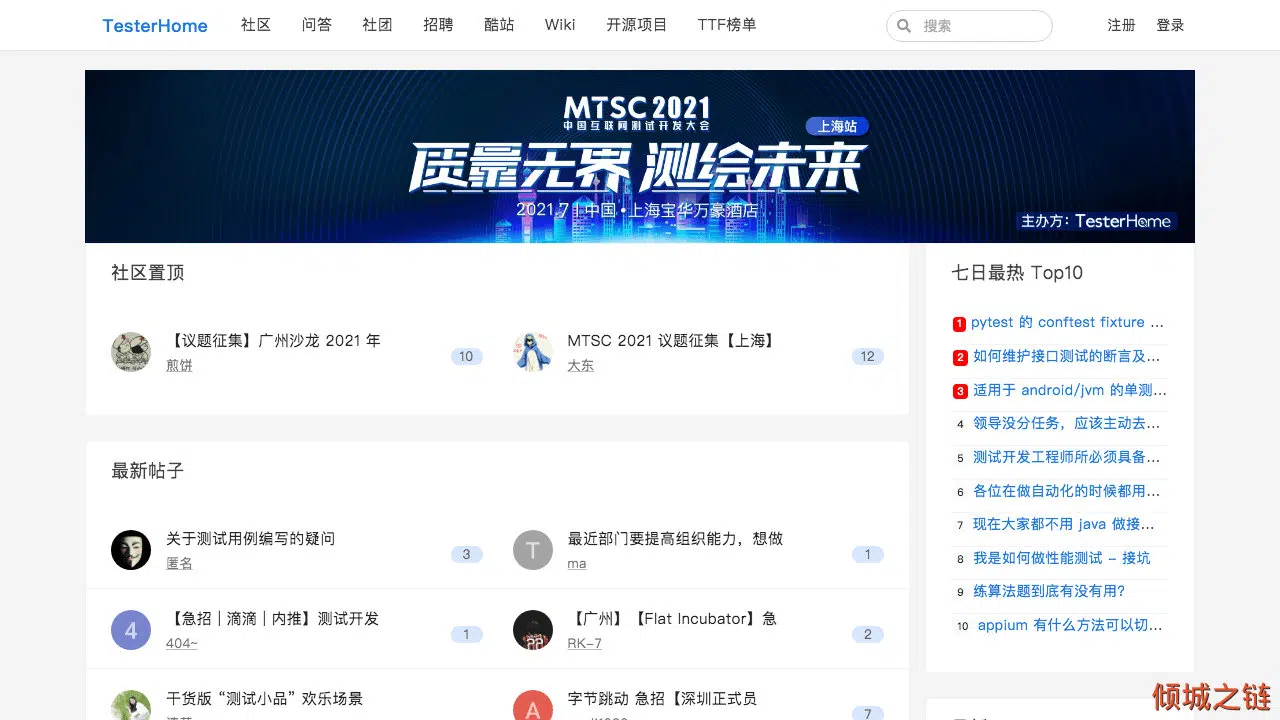 TesterHome 社区 问答 社团 招聘 酷站 Wiki 开源项目 TTF榜单 搜索 注册 登录
MTSC 2021
中国互联网测试开发大会
上海站
质量无界 测绘未来
2021.7 | 中国·上海宝华万豪酒店
主办方：TesterHome
社区置顶
【议题征集】广州沙龙 2021 年
煎饼
10
MTSC 2021 议题征集【上海】
大东
12
最新帖子
关于测试用例编写的疑问
匿名
3
T
最近部门要提高组织能力，想做
ma
1
4
【急招 | 滴滴 | 内推】测试开发
404~
1
【广州】【Flat Incubator】急
RK-7
2
干货版“测试小品”欢乐场景
A
字节跳动 急招【深圳正式员
7
七日最热 Top10
1 pytest 的 conftest fixture ...
2 如何维护接口测试的断言及...
3 适用于 android/jvm 的单测...
4 领导没分任务，应该主动去...
5 测试开发工程师所必须具备...
6 各位在做自动化的时候都用...
7 现在大家都不用 java 做接...
8 我是如何做性能测试 - 接坑
9 练算法题到底有没有用?
10 appium 有什么方法可以切...
倾城之链